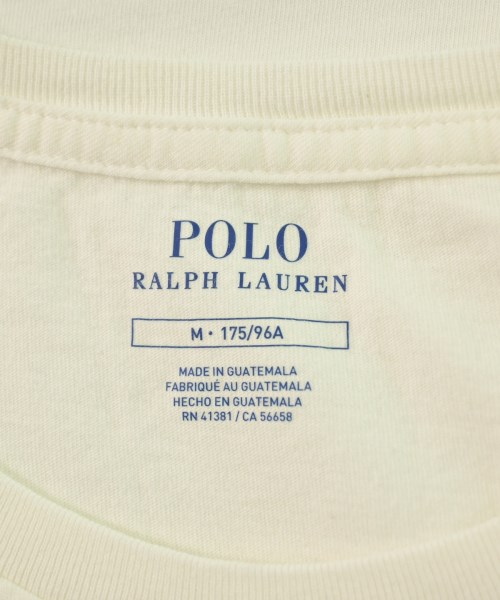 POLO
RALPH LAUREN
M • 175/96A
MADE IN GUATEMALA
FABRIQUÉ AU GUATEMALA
HECHO EN GUATEMALA
RN 41381 / CA 56658